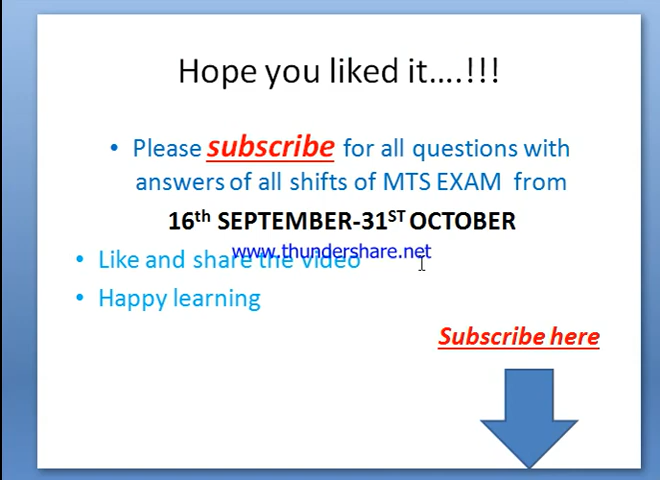 Hope you liked it....!!!
• Please subscribe for all questions with
answers of all shifts of MTS EXAM from
16th SEPTEMBER-31ST OCTOBER
www.thundershare.net
• Like and share the video
• Happy learning
Subscribe here